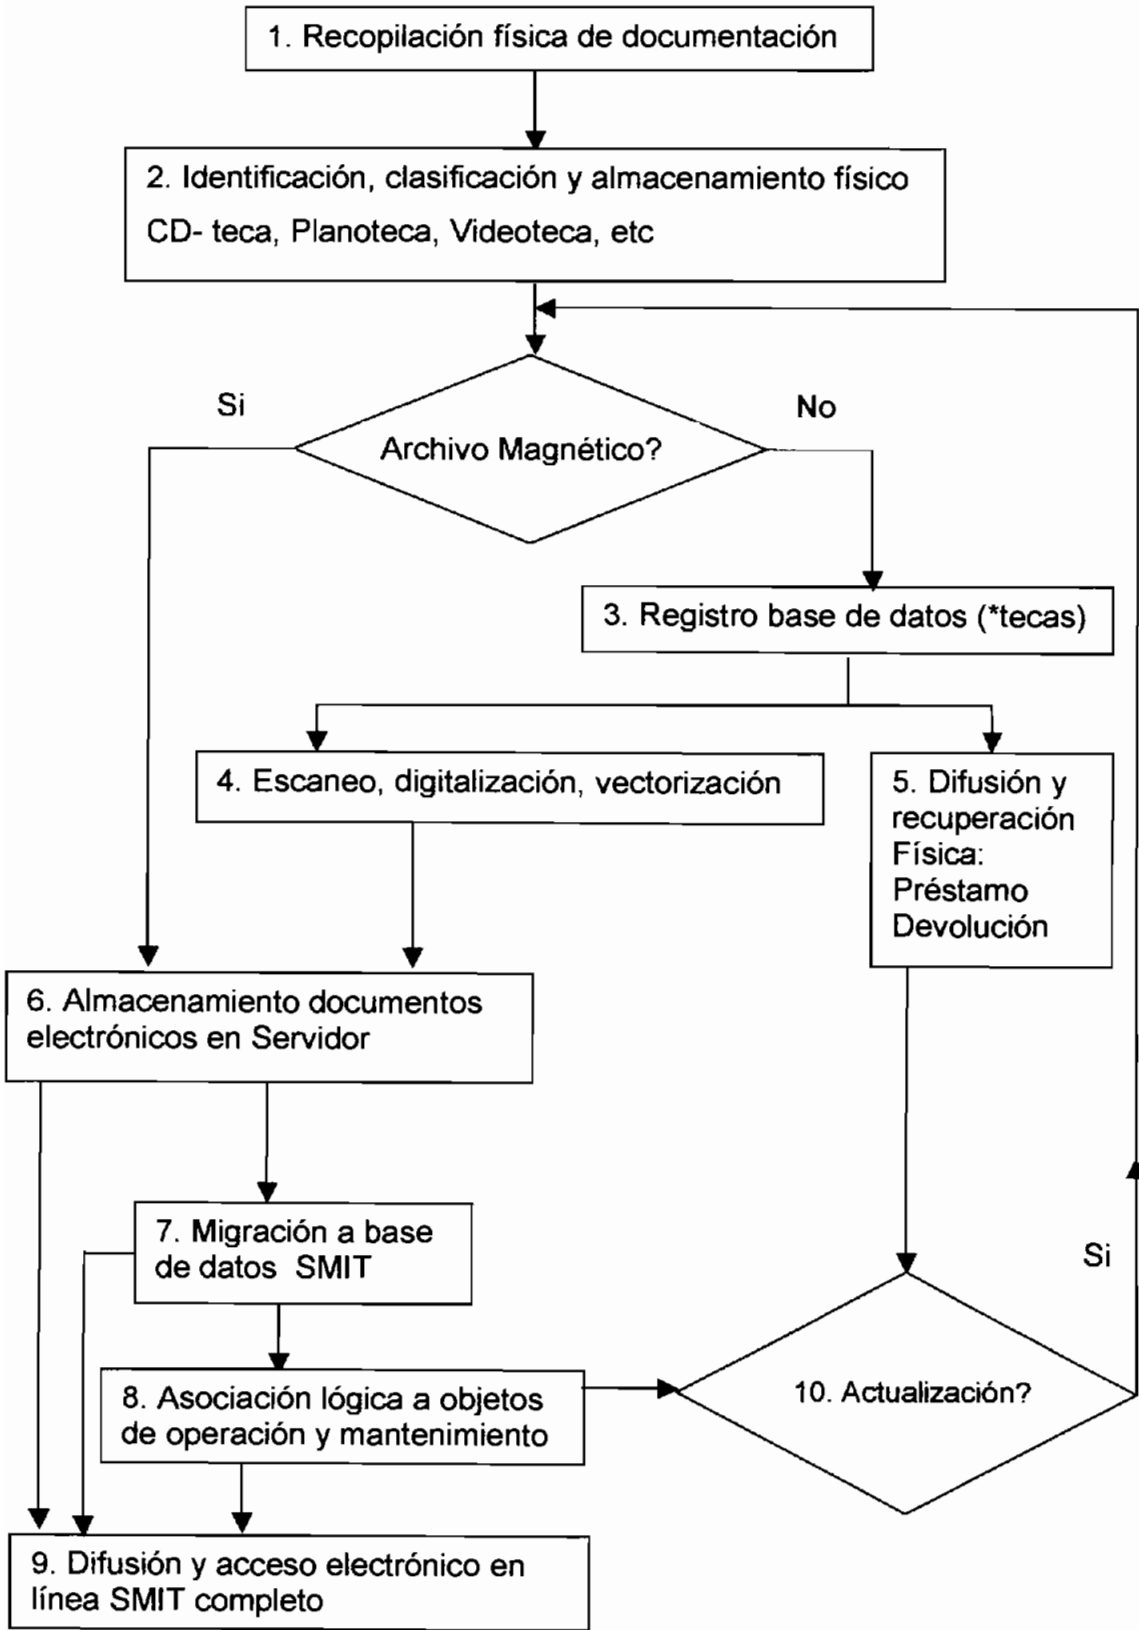 1. Recopilación física de documentación
2. Identificación, clasificación y almacenamiento físico
CD- teca, Planoteca, Videoteca, etc
Si
No
Archivo Magnético?
3. Registro base de datos (*tecas)
4. Escaneo, digitalización, vectorización
5. Difusión y
recuperación
Física:
Préstamo
Devolución
6. Almacenamiento documentos
electrónicos en Servidor
7. Migración a base
de datos SMIT
8. Asociación lógica a objetos
de operación y mantenimiento
Si
10. Actualización?
9. Difusión y acceso electrónico en
línea SMIT completo